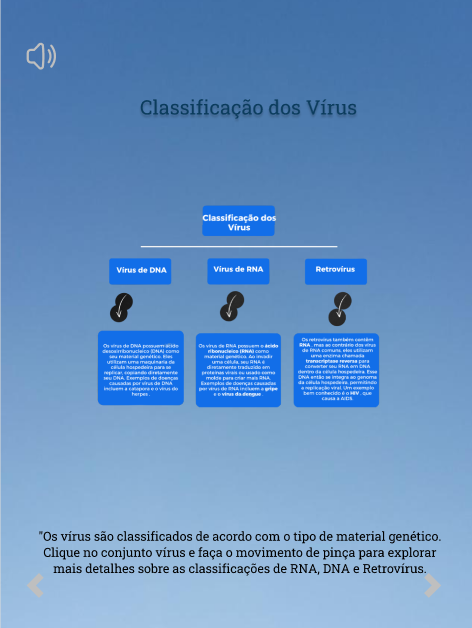 Classificação dos Vírus
Classificação dos
Vírus
Vírus de DNA
Vírus de RNA
Retrovírus
Os vírus de DNA possuem ácido
desoxirribonucleico (DNA) como
seu material genético. Eles
utilizam uma maquinaria da
célula hospedeira para se
replicar, copiando diretamente
seu DNA. Exemplos de doenças
causadas por vírus de DNA
incluem a catapora e o vírus do
herpes .
Os vírus de RNA possuem o ácido
ribonucleico (RNA) como
material genético. Ao invadir
uma célula, seu RNA é
diretamente traduzido em
proteínas virais ou usado como
molde para criar mais RNA.
Exemplos de doenças causadas
por vírus de RNA incluem a gripe
e o vírus da dengue .
Os retrovírus também contêm
RNA , mas ao contrário dos vírus
de RNA comuns, eles utilizam
uma enzima chamada
transcriptase reversa para
converter seu RNA em DNA
dentro da célula hospedeira. Esse
DNA então se integra ao genoma
da célula hospedeira, permitindo
a replicação viral. Um exemplo
bem conhecido é o HIV , que
causa a AIDS.
"Os vírus são classificados de acordo com o tipo de material genético.
Clique no conjunto vírus e faça o movimento de pinça para explorar
mais detalhes sobre as classificações de RNA, DNA e Retrovírus.